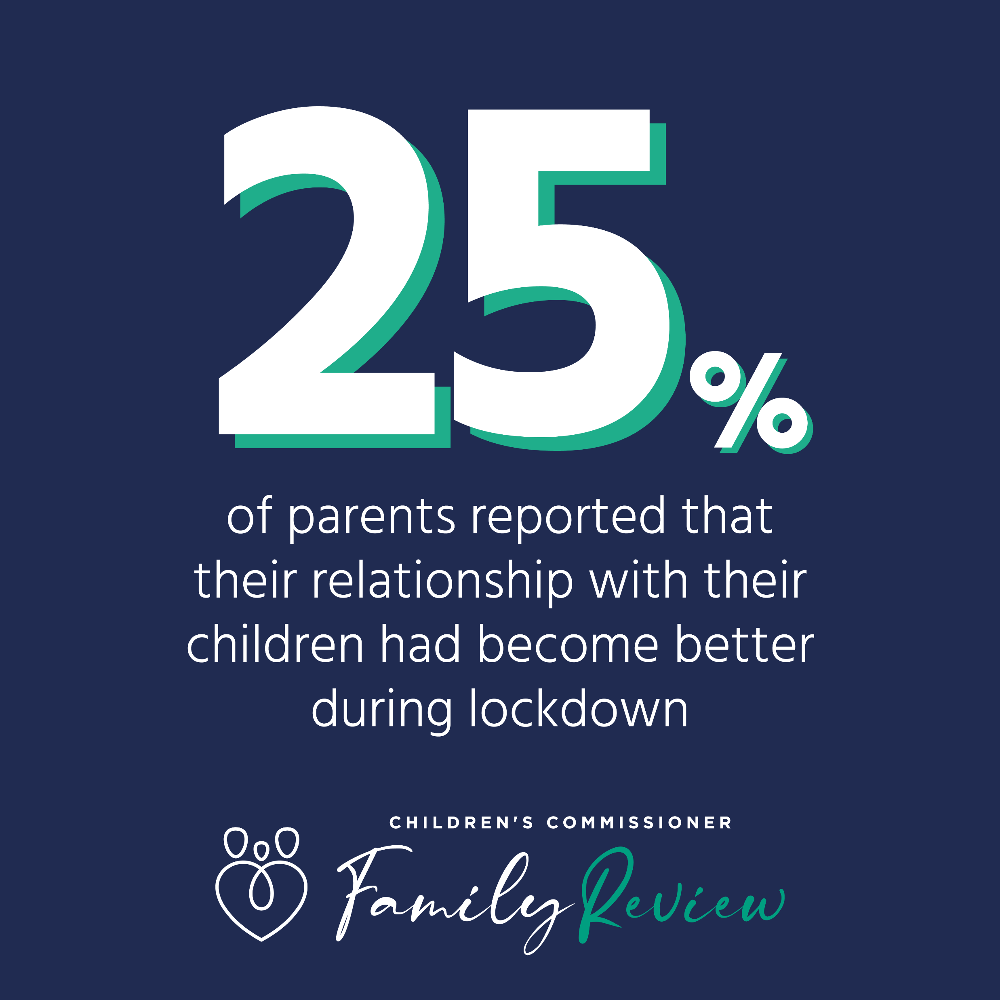 25%
of parents reported that
their relationship with their
children had become better
during lockdown
CHILDREN'S COMMISSIONER
Family Review